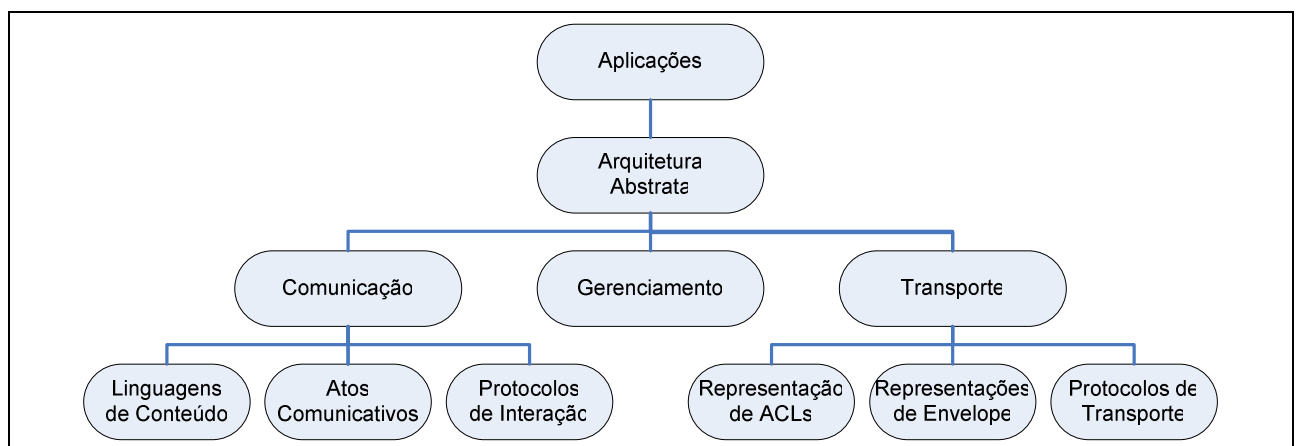 Aplicações
Arquitetura
Abstrata
Comunicação
Gerenciamento
Transporte
Linguagens
de Conteúdo
Atos
Comunicativos
Protocolos
de Interação
Representação
de ACLs
Representações
de Envelope
Protocolos de
Transporte